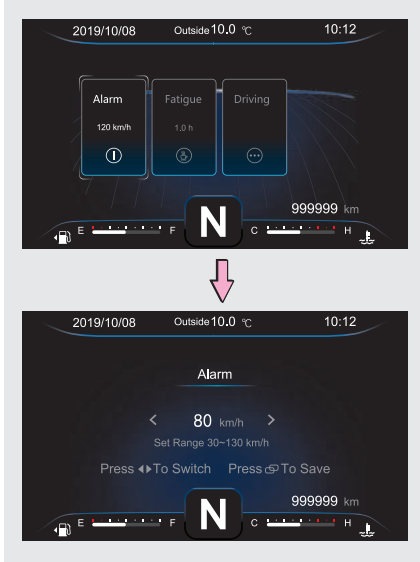 2019/10/08 Outside 10.0 ℃ 10:12
Alarm Fatigue Driving
120 km/h 1.0 h
999999 km
E F N C H
2019/10/08 Outside 10.0 ℃ 10:12
Alarm
< 80 km/h >
Set Range 30~130 km/h
Press ◀▶ To Switch Press To Save
999999 km
E F N C H